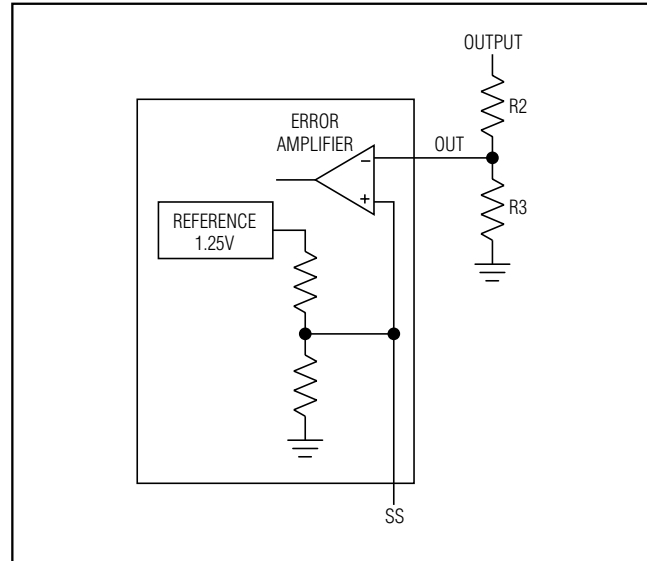 OUTPUT
R2
ERROR
AMPLIFIER
OUT
−
+
R3
REFERENCE
1.25V
SS